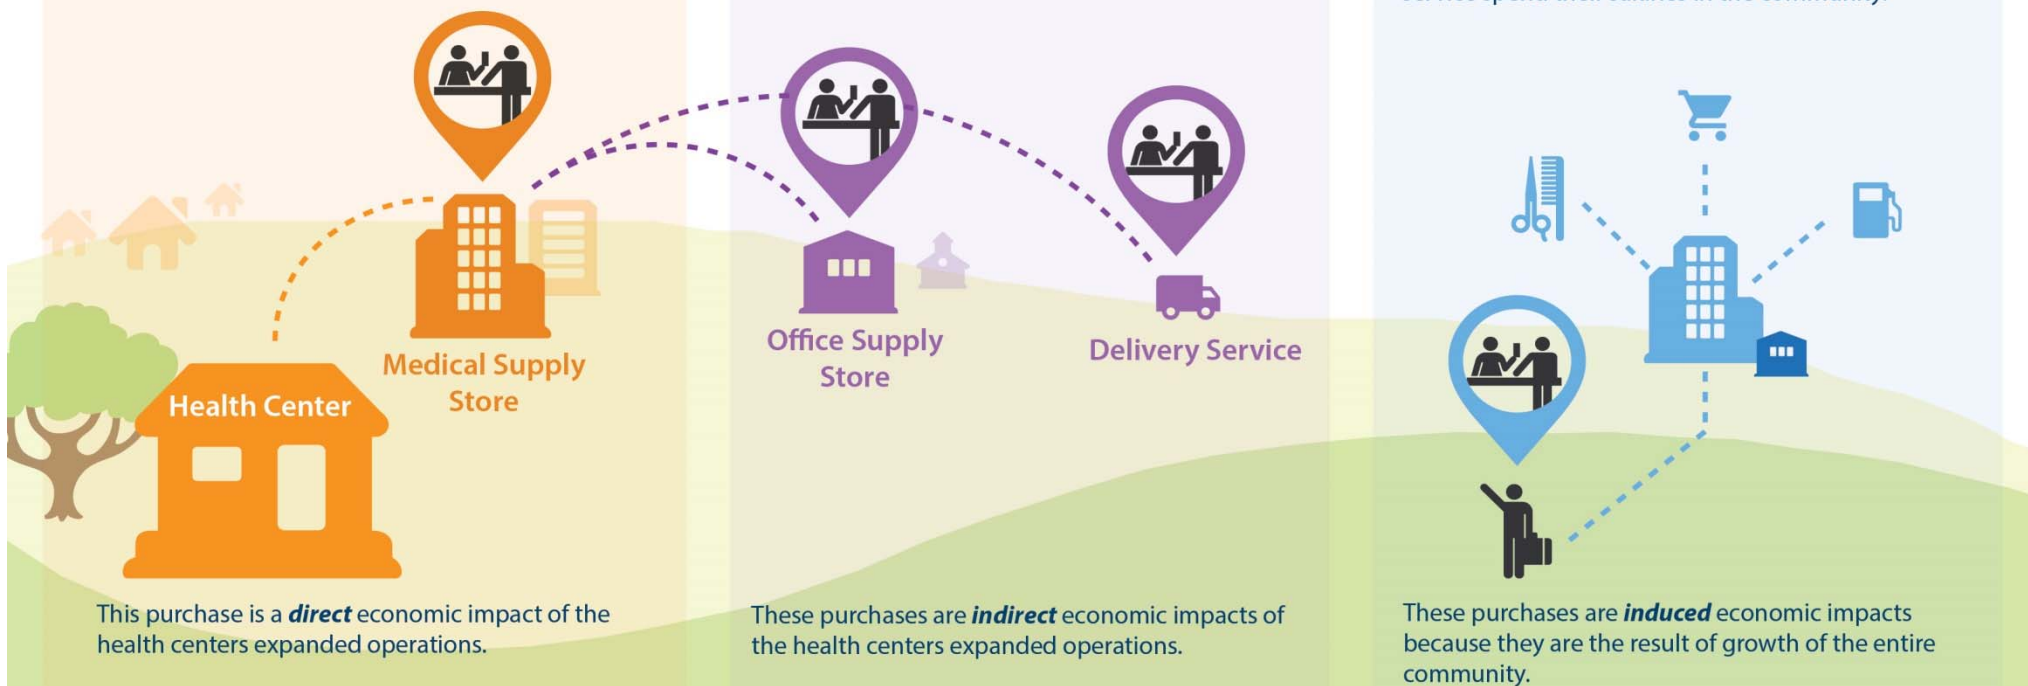 Medical Supply
Store
Health Center
This purchase is a direct economic impact of the
health centers expanded operations.
Office Supply
Store
Delivery Service
These purchases are indirect economic impacts of
the health centers expanded operations.
These purchases are induced economic impacts
because they are the result of growth of the entire
community.